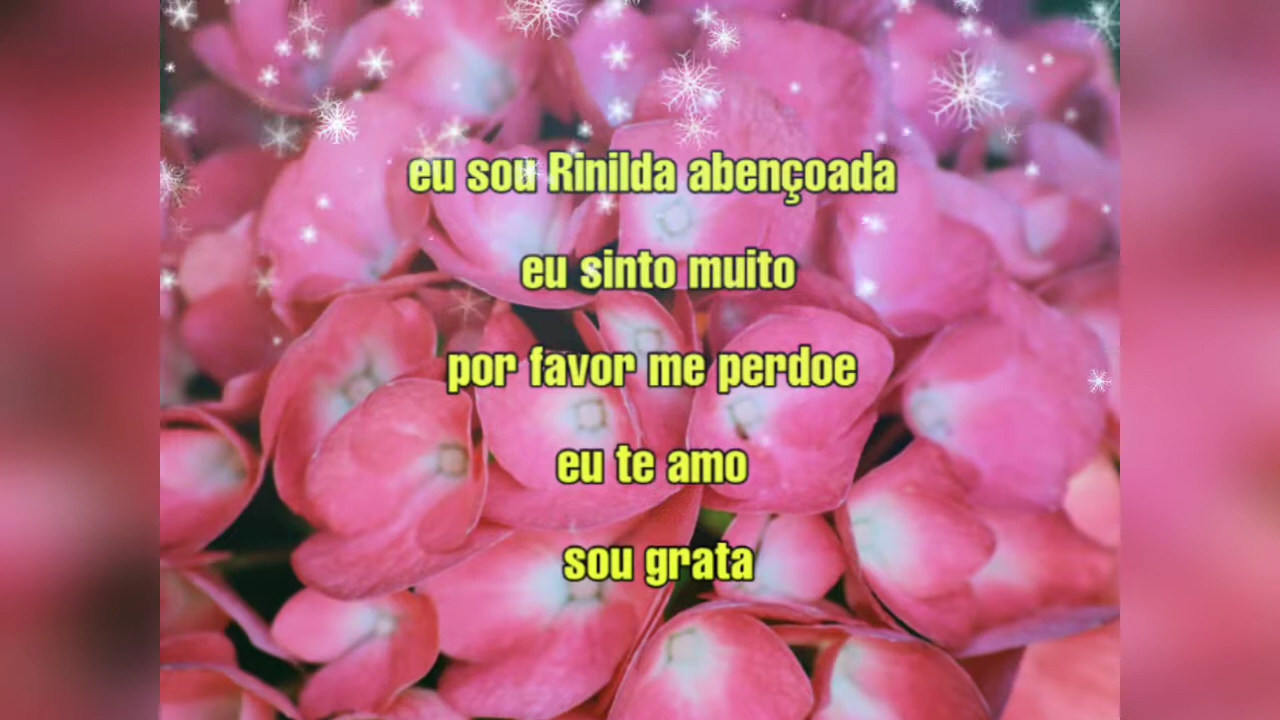 eu sou Rinilda abençoada
eu sinto muito
por favor me perdoe
eu te amo
sou grata